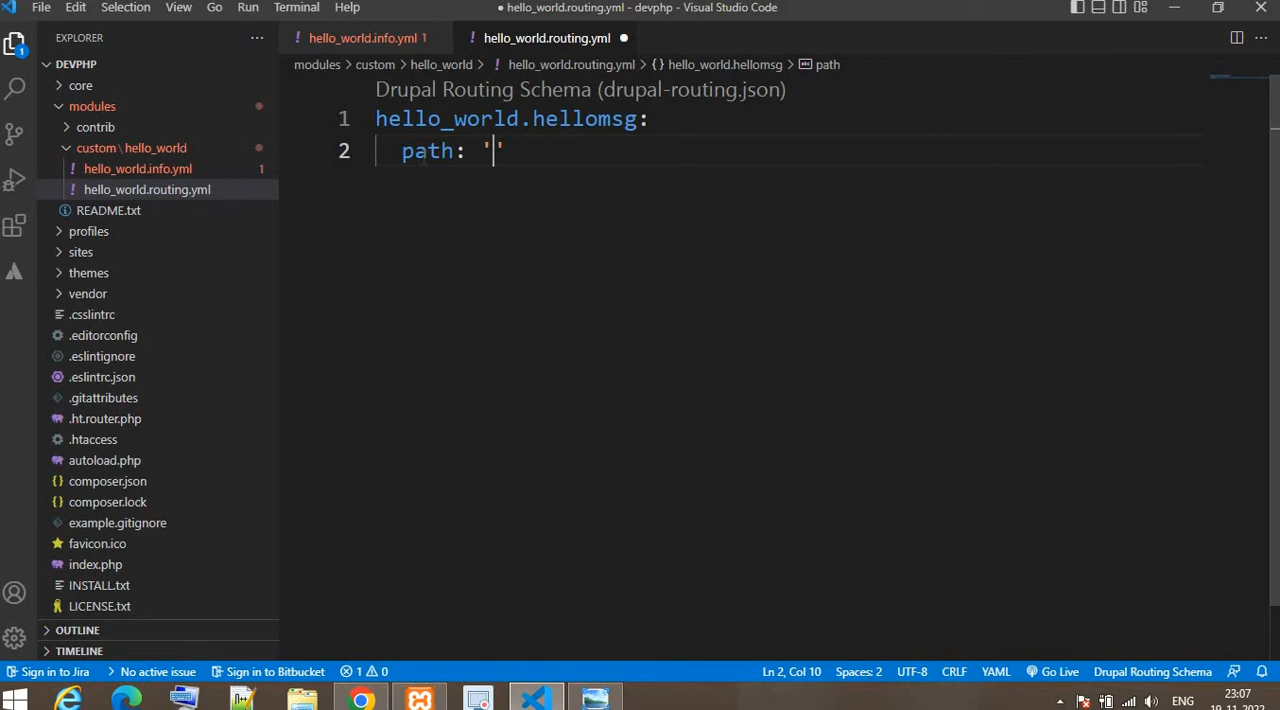 File Edit Selection View Go Run Terminal Help
● hello_world.routing.yml - devphp - Visual Studio Code
EXPLORER
hello_world.info.yml 1
hello_world.routing.yml
DEVPHP
modules > custom > hello_world > ! hello_world.routing.yml > {} hello_world.hellomsg > path
core
modules
contrib
custom\hello_world
hello_world.info.yml 1
hello_world.routing.yml
README.txt
profiles
sites
themes
vendor
.csslintrc
.editorconfig
.eslintignore
.eslintrc.json
.gitattributes
.ht.router.php
.htaccess
autoload.php
composer.json
composer.lock
example.gitignore
favicon.ico
index.php
INSTALL.txt
LICENSE.txt
OUTLINE
TIMELINE
Drupal Routing Schema (drupal-routing.json)
1 hello_world.hellomsg:
2 path: ''
1
Sign in to Jira
No active issue
Sign in to Bitbucket
1 0
Ln 2, Col 10 Spaces: 2 UTF-8 CRLF YAML Go Live Drupal Routing Schema
ENG
23:07
19-11-2022